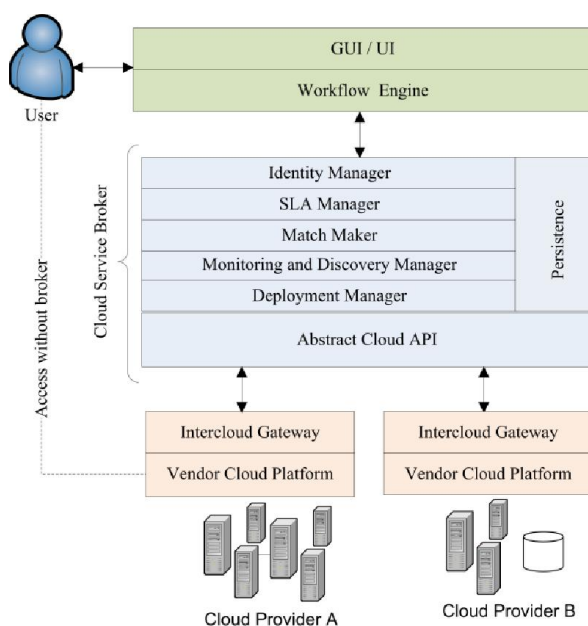 GUI / UI
Workflow Engine
User
Cloud Service Broker
Access without broker
Identity Manager
SLA Manager
Match Maker
Monitoring and Discovery Manager
Deployment Manager
Persistence
Abstract Cloud API
Intercloud Gateway
Vendor Cloud Platform
Intercloud Gateway
Vendor Cloud Platform
Cloud Provider A
Cloud Provider B